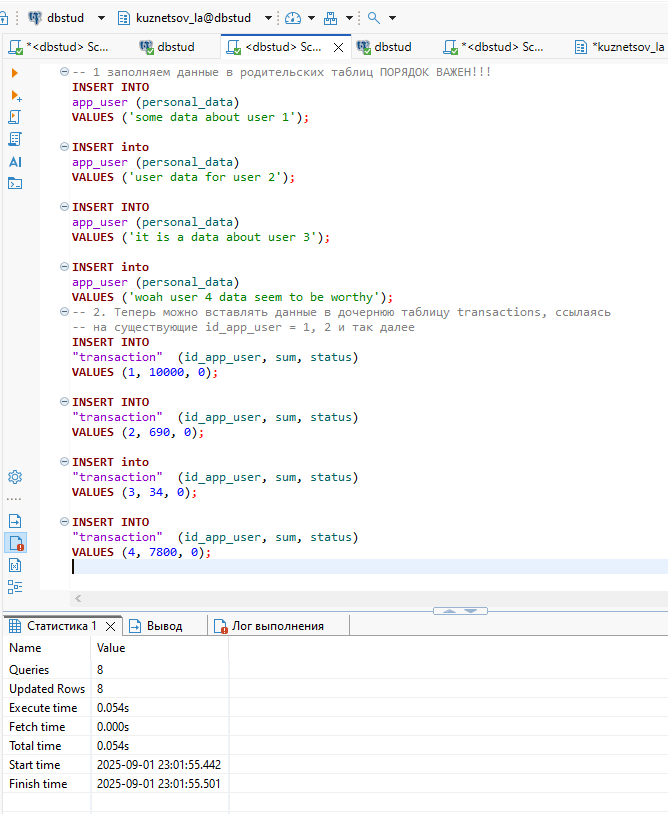 dbstud kuznetsov_la@dbstud
*<dbstud> Sc... dbstud <dbstud> Sc... dbstud *<dbstud> Sc... *kuznetsov_la
-- 1 заполняем данные в родительских таблиц ПОРЯДОК ВАЖЕН!!!
INSERT INTO
app_user (personal_data)
VALUES ('some data about user 1');
INSERT into
app_user (personal_data)
VALUES ('user data for user 2');
INSERT INTO
app_user (personal_data)
VALUES ('it is a data about user 3');
INSERT into
app_user (personal_data)
VALUES ('woah user 4 data seem to be worthy');
-- 2. Теперь можно вставлять данные в дочернюю таблицу transactions, ссылаясь
-- на существующие id_app_user = 1, 2 и так далее
INSERT INTO
"transaction"  (id_app_user, sum, status)
VALUES (1, 10000, 0);
INSERT INTO
"transaction"  (id_app_user, sum, status)
VALUES (2, 690, 0);
INSERT into
"transaction"  (id_app_user, sum, status)
VALUES (3, 34, 0);
INSERT INTO
"transaction"  (id_app_user, sum, status)
VALUES (4, 7800, 0);
AI
Статистика 1 Вывод Лог выполнения
Name Value
Queries 8
Updated Rows 8
Execute time 0.054s
Fetch time 0.000s
Total time 0.054s
Start time 2025-09-01 23:01:55.442
Finish time 2025-09-01 23:01:55.501